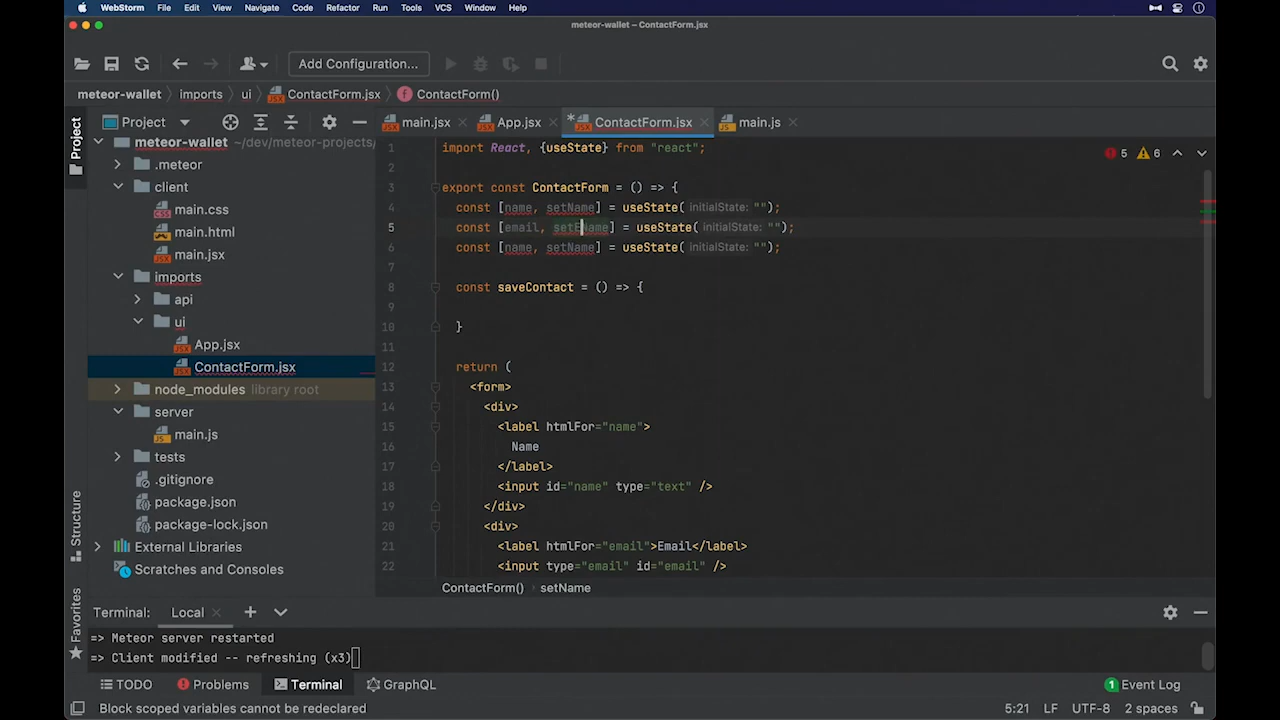 WebStorm File Edit View Navigate Code Refactor Run Tools VCS Window Help
meteor-wallet – ContactForm.jsx
Add Configuration...
meteor-wallet imports ui ContactForm.jsx ContactForm()
Project main.jsx App.jsx ContactForm.jsx main.js
Project
meteor-wallet ~/dev/meteor-projects/
.meteor
client
main.css
main.html
main.jsx
imports
api
ui
App.jsx
ContactForm.jsx
node_modules library root
server
main.js
tests
.gitignore
package.json
package-lock.json
External Libraries
Scratches and Consoles
5 6
1 import React, {useState} from "react";
2
3 export const ContactForm = () => {
4 const [name, setName] = useState( initialState: "");
5 const [email, setEName] = useState( initialState: "");
6 const [name, setName] = useState( initialState: "");
7
8 const saveContact = () => {
9
10 }
11
12 return (
13 <form>
14 <div>
15 <label htmlFor="name">
16 Name
17 </label>
18 <input id="name" type="text" />
19 </div>
20 <div>
21 <label htmlFor="email">Email</label>
22 <input type="email" id="email" />
ContactForm() setName
Structure
Favorites
Terminal: Local
=> Meteor server restarted
=> Client modified -- refreshing (x3)
TODO Problems Terminal GraphQL 1 Event Log
Block scoped variables cannot be redeclared 5:21 LF UTF-8 2 spaces